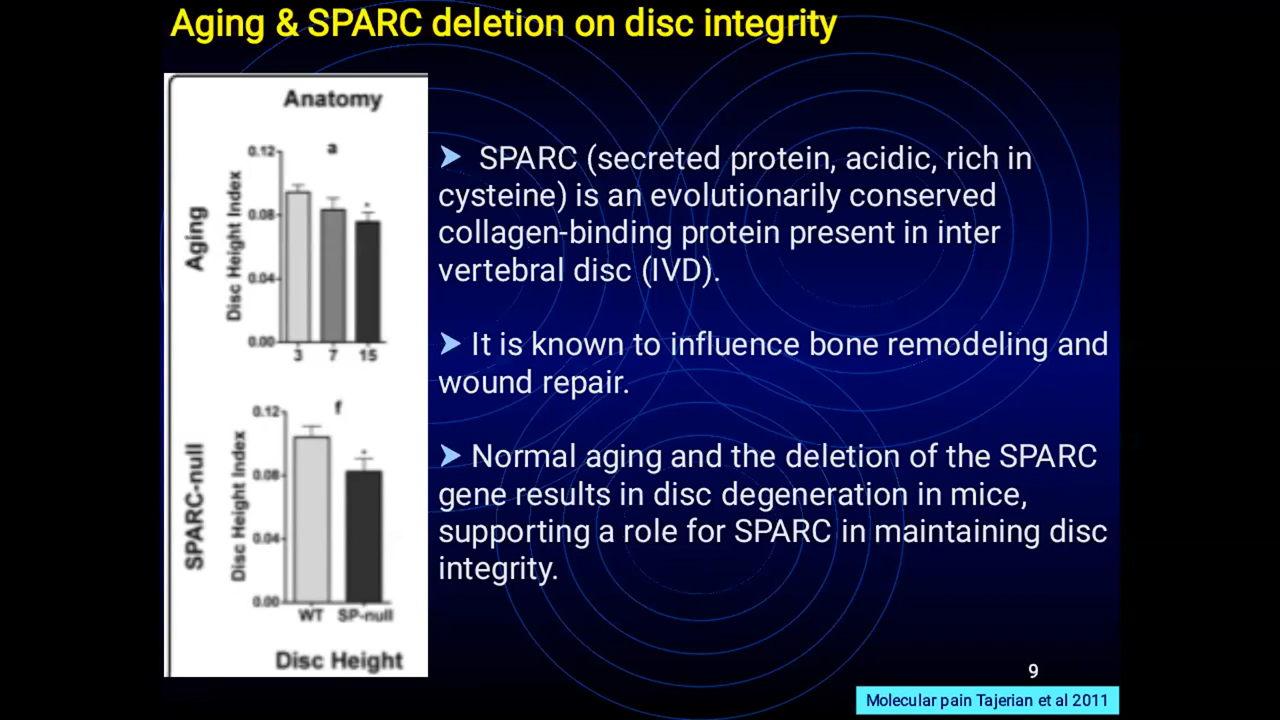 Aging & SPARC deletion on disc integrity
Anatomy
a
Aging
Disc Height Index
0.12
0.08
0.04
0.00
*
3 7 15
f
SPARC-null
Disc Height Index
0.12
0.08
0.04
0.00
*
WT SP-null
Disc Height
➤ SPARC (secreted protein, acidic, rich in
cysteine) is an evolutionarily conserved
collagen-binding protein present in inter
vertebral disc (IVD).
➤ It is known to influence bone remodeling and
wound repair.
➤ Normal aging and the deletion of the SPARC
gene results in disc degeneration in mice,
supporting a role for SPARC in maintaining disc
integrity.
9
Molecular pain Tajerian et al 2011